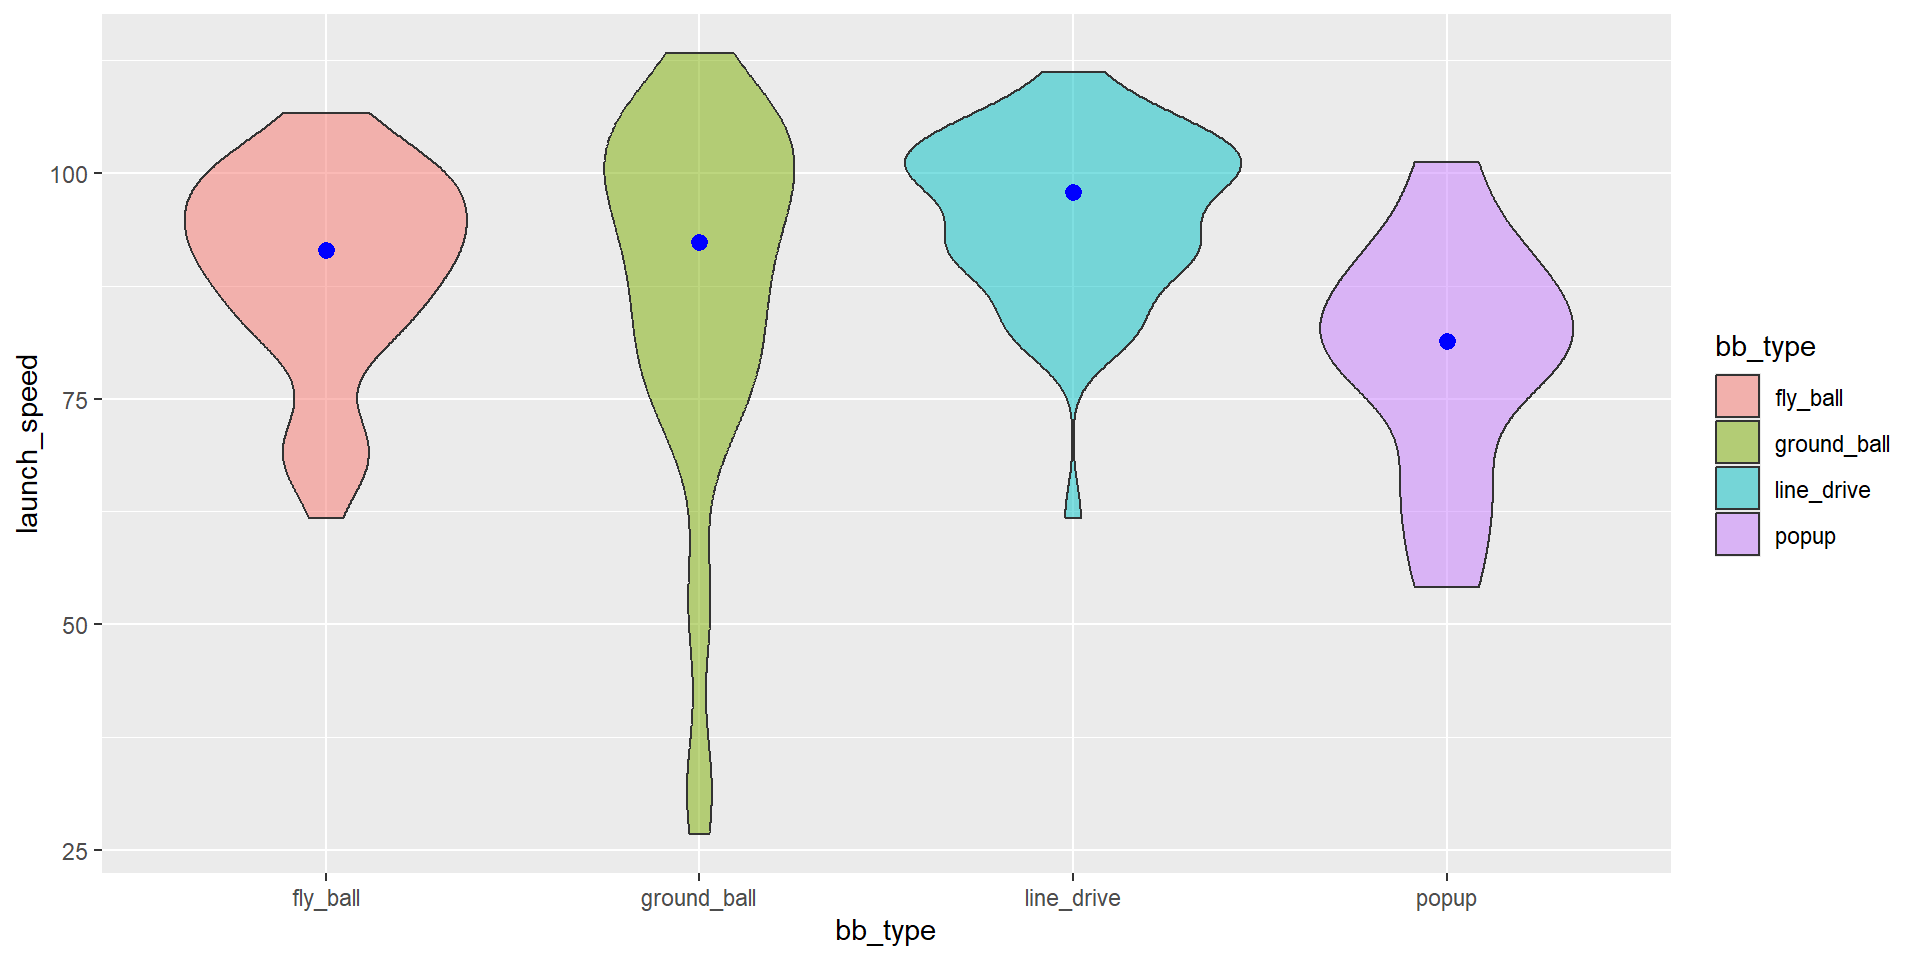 launch_speed
100
75
50
25
fly_ball
ground_ball
line_drive
popup
bb_type
bb_type
fly_ball
ground_ball
line_drive
popup